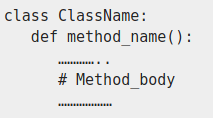 class ClassName:
   def method_name():
      …………..
      # Method_body
      ………………